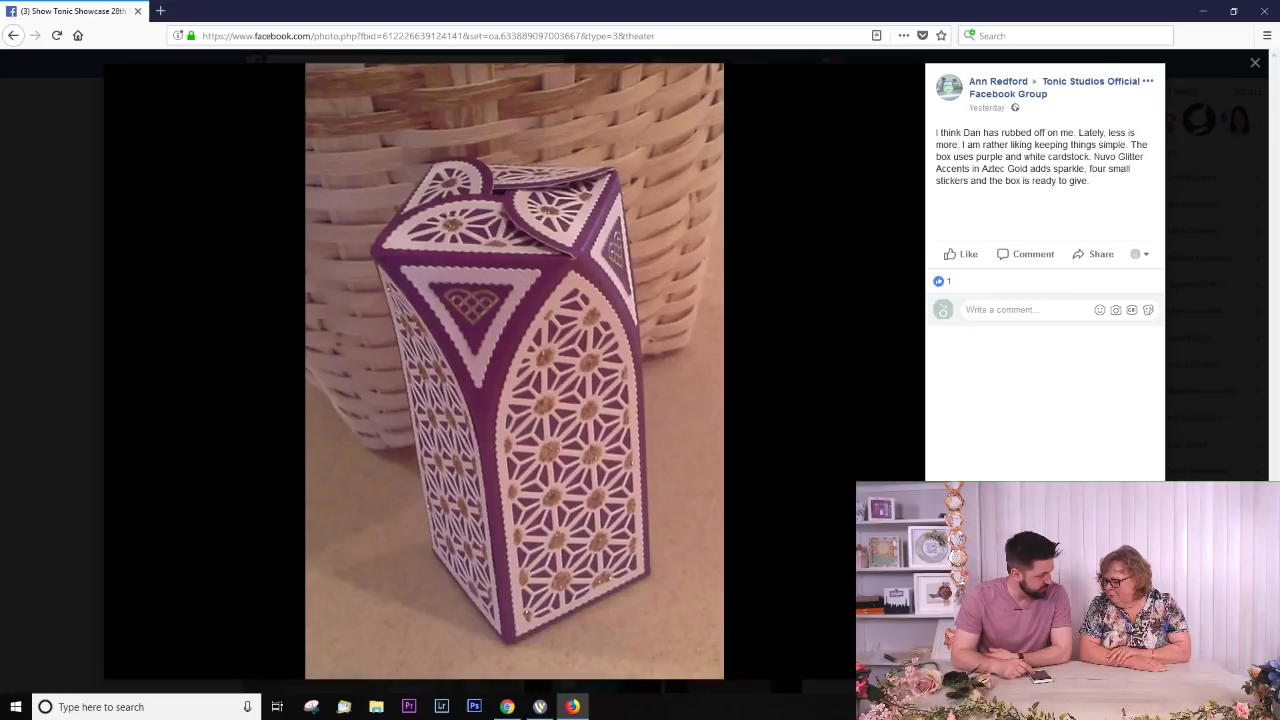 (3) Show Tonic Showcase 28th
https://www.facebook.com/photo.php?fbid=612226639124141&set=oa.633889097003667&type=3&theater
Search
Ann Redford ▸ Tonic Studios Official
Facebook Group
Yesterday
I think Dan has rubbed off on me. Lately, less is
more. I am rather liking keeping things simple. The
box uses purple and white cardstock. Nuvo Glitter
Accents in Aztec Gold adds sparkle, four small
stickers and the box is ready to give.
Like Comment Share
1
Write a comment...
Type here to search
Pr Lr Ps